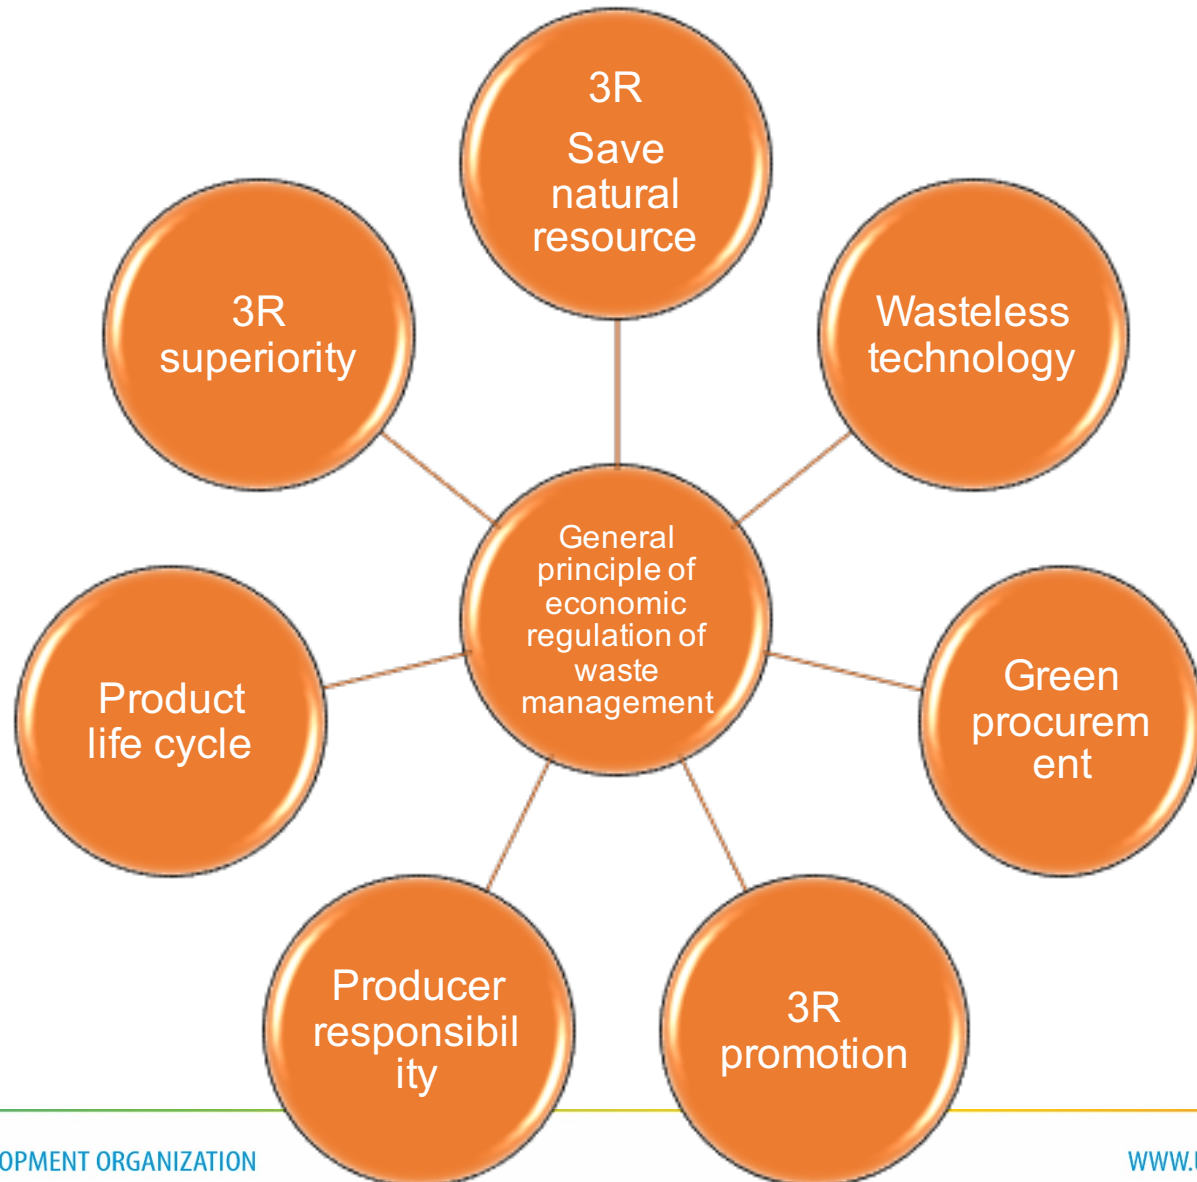 3R
Save
natural
resource
Wasteless
technology
Green
procurem
ent
3R
promotion
Producer
responsibil
ity
Product
life cycle
3R
superiority
General
principle of
economic
regulation of
waste
management
OPMENT ORGANIZATION
WWW.U